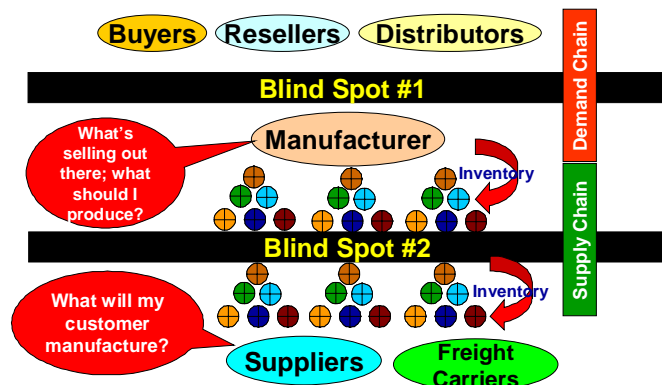 Buyers
Resellers
Distributors
Demand Chain
Blind Spot #1
What's
selling out
there; what
should I
produce?
Manufacturer
Inventory
Supply Chain
Blind Spot #2
What will my
customer
manufacture?
Inventory
Suppliers
Freight
Carriers